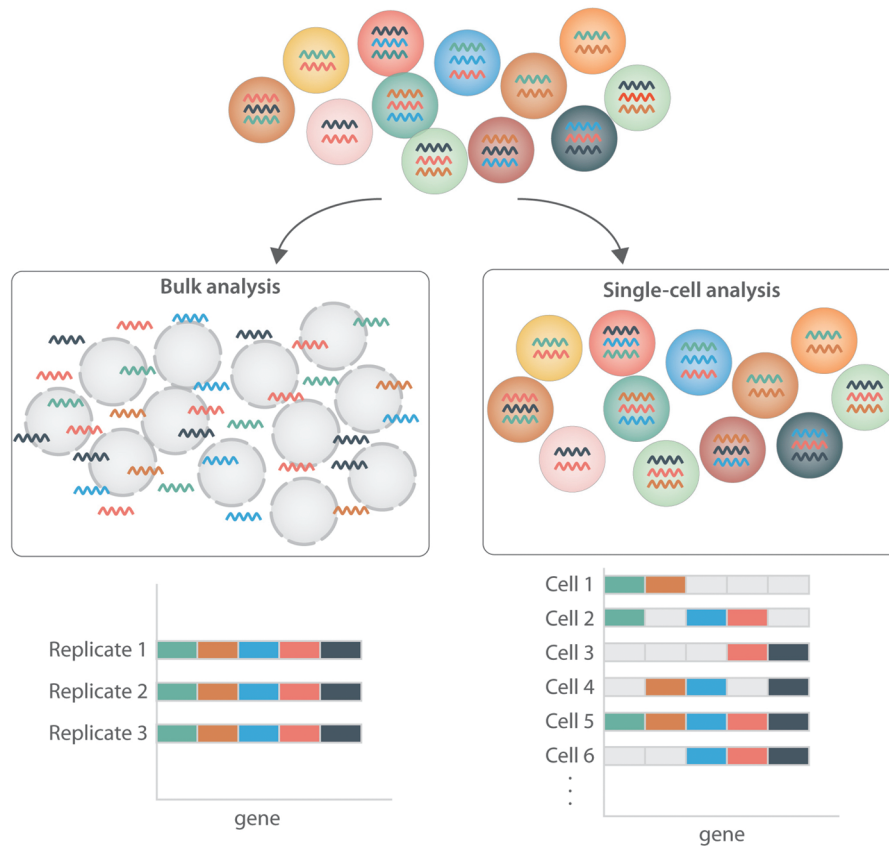 Bulk analysis
Single-cell analysis
Replicate 1
Replicate 2
Replicate 3
gene
Cell 1
Cell 2
Cell 3
Cell 4
Cell 5
Cell 6
gene